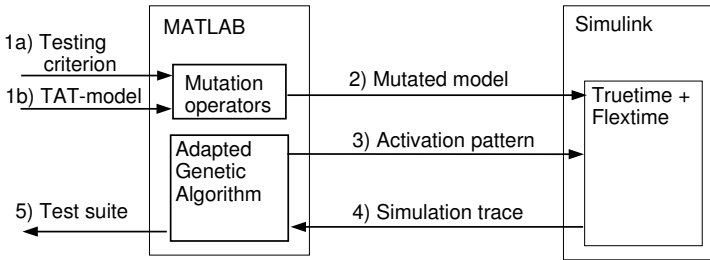 MATLAB
Simulink
1a) Testing
criterion
1b) TAT-model
Mutation
operators
2) Mutated model
Truetime +
Flextime
Adapted
Genetic
Algorithm
3) Activation pattern
5) Test suite
4) Simulation trace